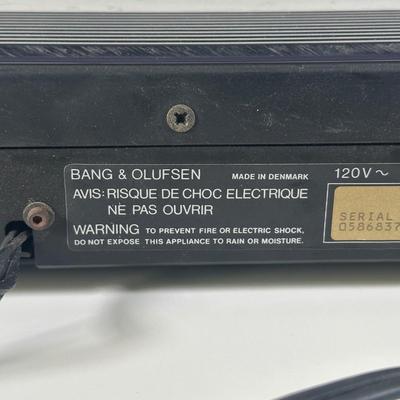 BANG & OLUFSEN MADE IN DENMARK 120V ~
AVIS: RISQUE DE CHOC ELECTRIQUE
NE PAS OUVRIR
SERIAL
WARNING TO PREVENT FIRE OR ELECTRIC SHOCK,
DO NOT EXPOSE THIS APPLIANCE TO RAIN OR MOISTURE.